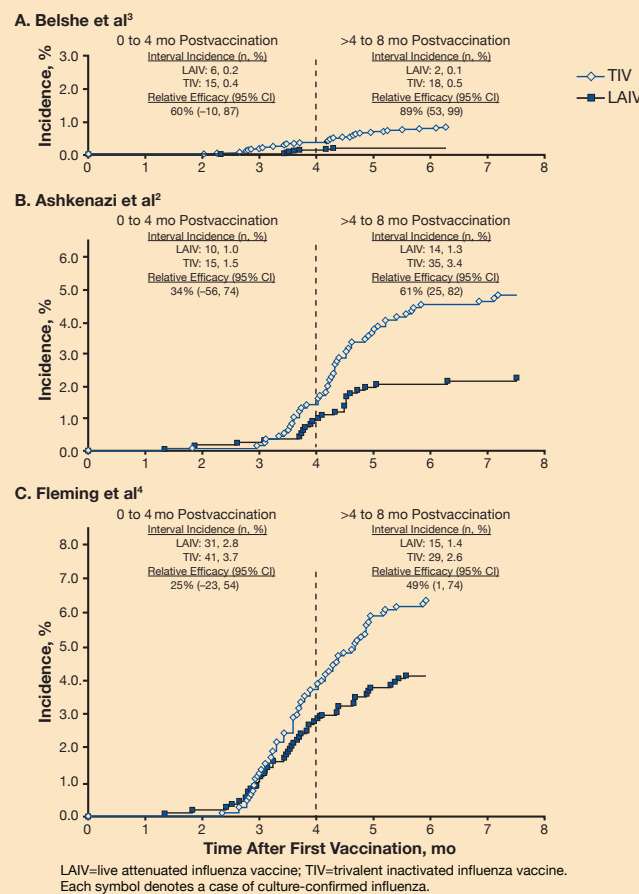 A. Belshe et al³
0 to 4 mo Postvaccination
Interval Incidence (n, %)
LAIV: 6, 0.2
TIV: 15, 0.4
Relative Efficacy (95% CI)
60% (–10, 87)
>4 to 8 mo Postvaccination
Interval Incidence (n, %)
LAIV: 2, 0.1
TIV: 18, 0.5
Relative Efficacy (95% CI)
89% (53, 99)
TIV
LAIV
Incidence, %
3.0
2.0
1.0
0.0
0 1 2 3 4 5 6 7 8
B. Ashkenazi et al²
0 to 4 mo Postvaccination
Interval Incidence (n, %)
LAIV: 10, 1.0
TIV: 15, 1.5
Relative Efficacy (95% CI)
34% (–56, 74)
>4 to 8 mo Postvaccination
Interval Incidence (n, %)
LAIV: 14, 1.3
TIV: 35, 3.4
Relative Efficacy (95% CI)
61% (25, 82)
Incidence, %
6.0
5.0
4.0
3.0
2.0
1.0
0.0
0 1 2 3 4 5 6 7 8
C. Fleming et al⁴
0 to 4 mo Postvaccination
Interval Incidence (n, %)
LAIV: 31, 2.8
TIV: 41, 3.7
Relative Efficacy (95% CI)
25% (–23, 54)
>4 to 8 mo Postvaccination
Interval Incidence (n, %)
LAIV: 15, 1.4
TIV: 29, 2.6
Relative Efficacy (95% CI)
49% (1, 74)
Incidence, %
8.0
7.0
6.0
5.0
4.0
3.0
2.0
1.0
0.0
0 1 2 3 4 5 6 7 8
Time After First Vaccination, mo
LAIV=live attenuated influenza vaccine; TIV=trivalent inactivated influenza vaccine.
Each symbol denotes a case of culture-confirmed influenza.